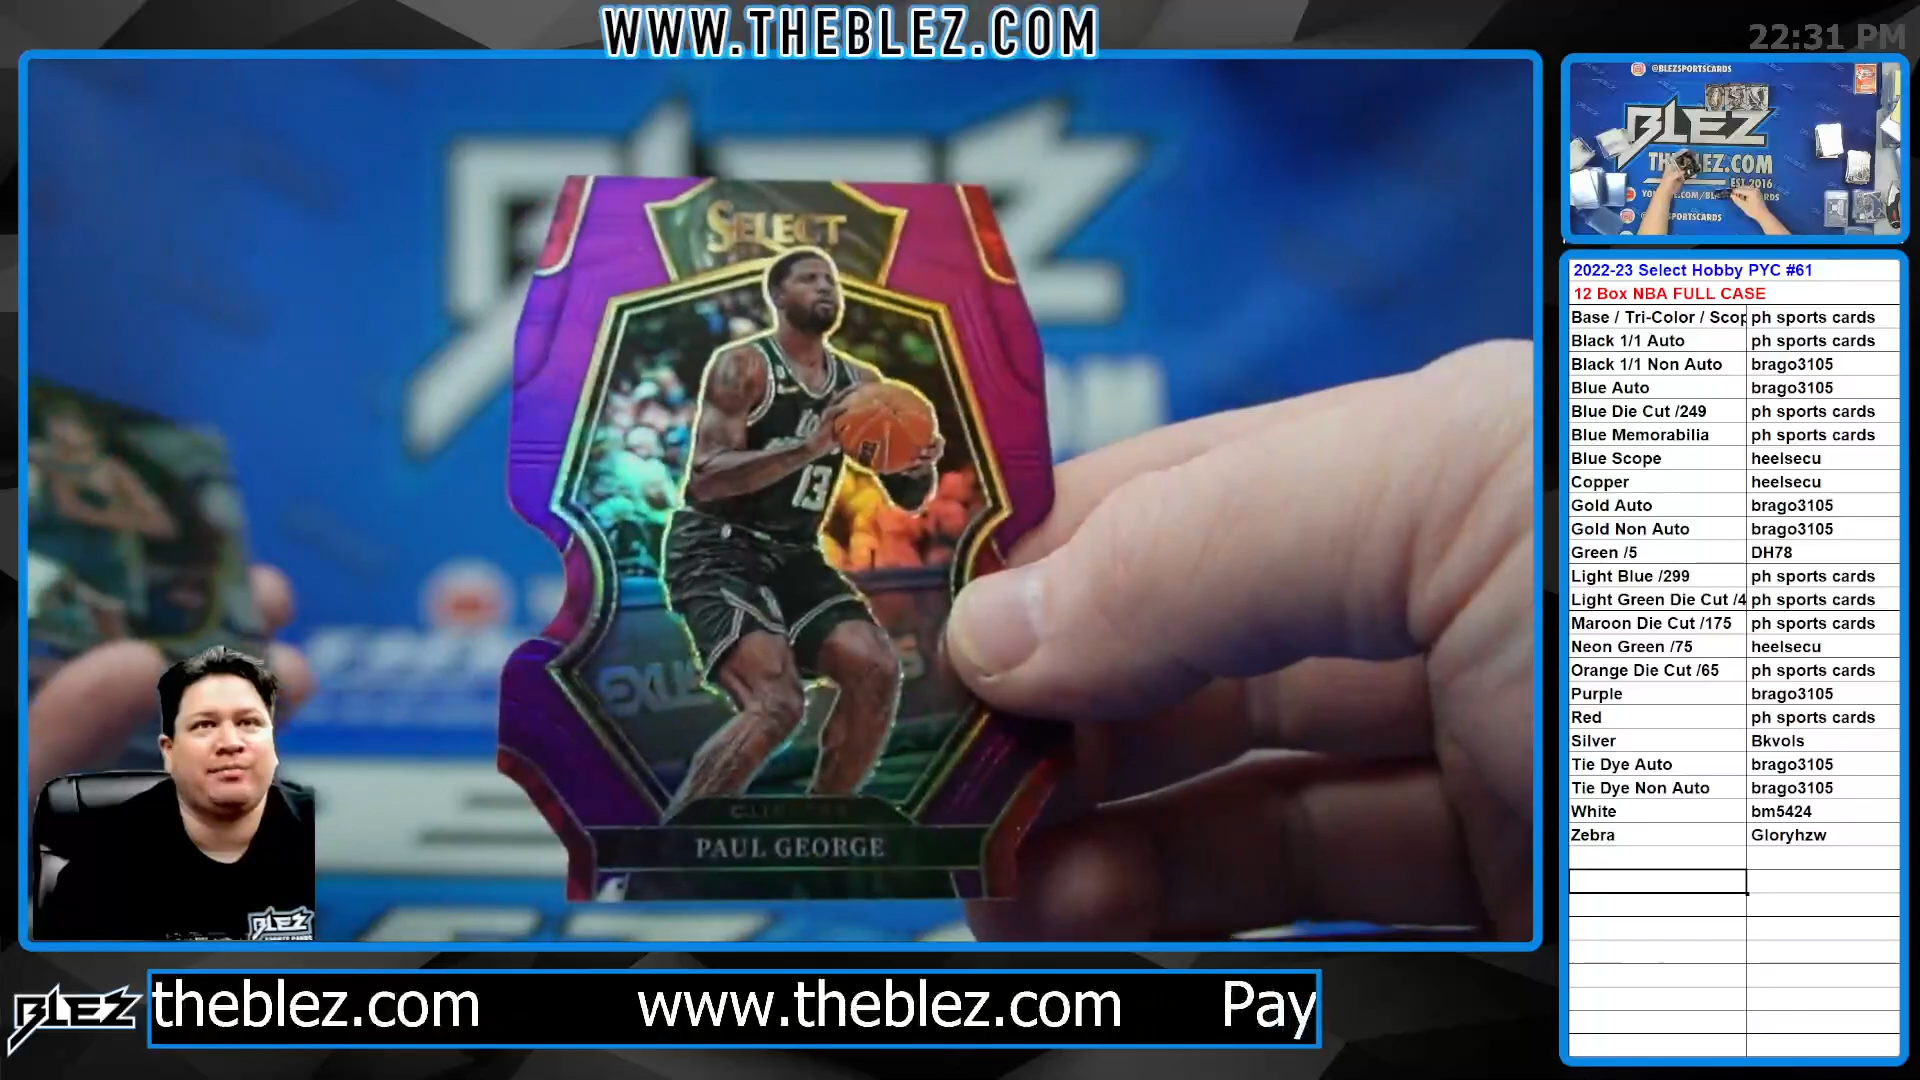 WWW.THEBLEZ.COM
22:31 PM
@BLEZSPORTSCARDS
BLEZ
EST 2016
SELECT
13
CLIPPERS
PAUL GEORGE
BLEZ
2022-23 Select Hobby PYC #61
12 Box NBA FULL CASE
Base / Tri-Color / Scop ph sports cards
Black 1/1 Auto ph sports cards
Black 1/1 Non Auto brago3105
Blue Auto brago3105
Blue Die Cut /249 ph sports cards
Blue Memorabilia ph sports cards
Blue Scope heelsecu
Copper heelsecu
Gold Auto brago3105
Gold Non Auto brago3105
Green /5 DH78
Light Blue /299 ph sports cards
Light Green Die Cut /4 ph sports cards
Maroon Die Cut /175 ph sports cards
Neon Green /75 heelsecu
Orange Die Cut /65 ph sports cards
Purple brago3105
Red ph sports cards
Silver Bkvols
Tie Dye Auto brago3105
Tie Dye Non Auto brago3105
White bm5424
Zebra Gloryhzw
BLEZ
theblez.com www.theblez.com Pay